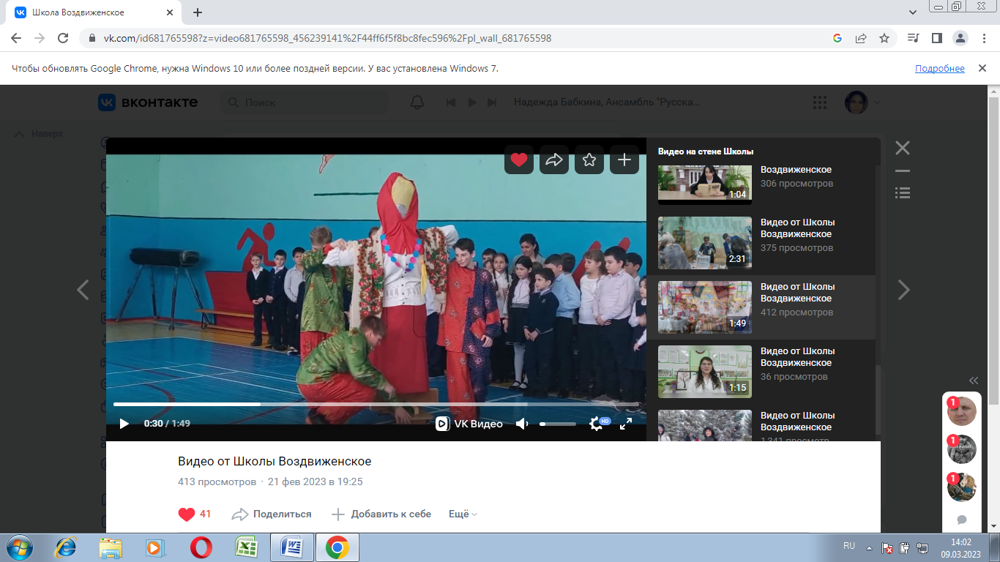 Школа Воздвиженское
vk.com/id681765598?z=video681765598_456239141%2F44ff6f5f8bc8fec596%2Fpl_wall_681765598
Чтобы обновлять Google Chrome, нужна Windows 10 или более поздней версии. У вас установлена Windows 7.
Подробнее
вконтакте
Поиск
Надежда Бабкина, Ансамбль "Русска...
Наверх
Видео на стене Школы
Воздвиженское
306 просмотров
1:04
Видео от Школы
Воздвиженское
375 просмотров
2:31
Видео от Школы
Воздвиженское
412 просмотров
1:49
Видео от Школы
Воздвиженское
36 просмотров
1:15
Видео от Школы
Воздвиженское
1 341 просмотр
0:30 / 1:49
VK Видео
HD
Видео от Школы Воздвиженское
413 просмотров · 21 фев 2023 в 19:25
41
Поделиться
Добавить к себе
Ещё
1
1
1
RU
14:02
09.03.2023